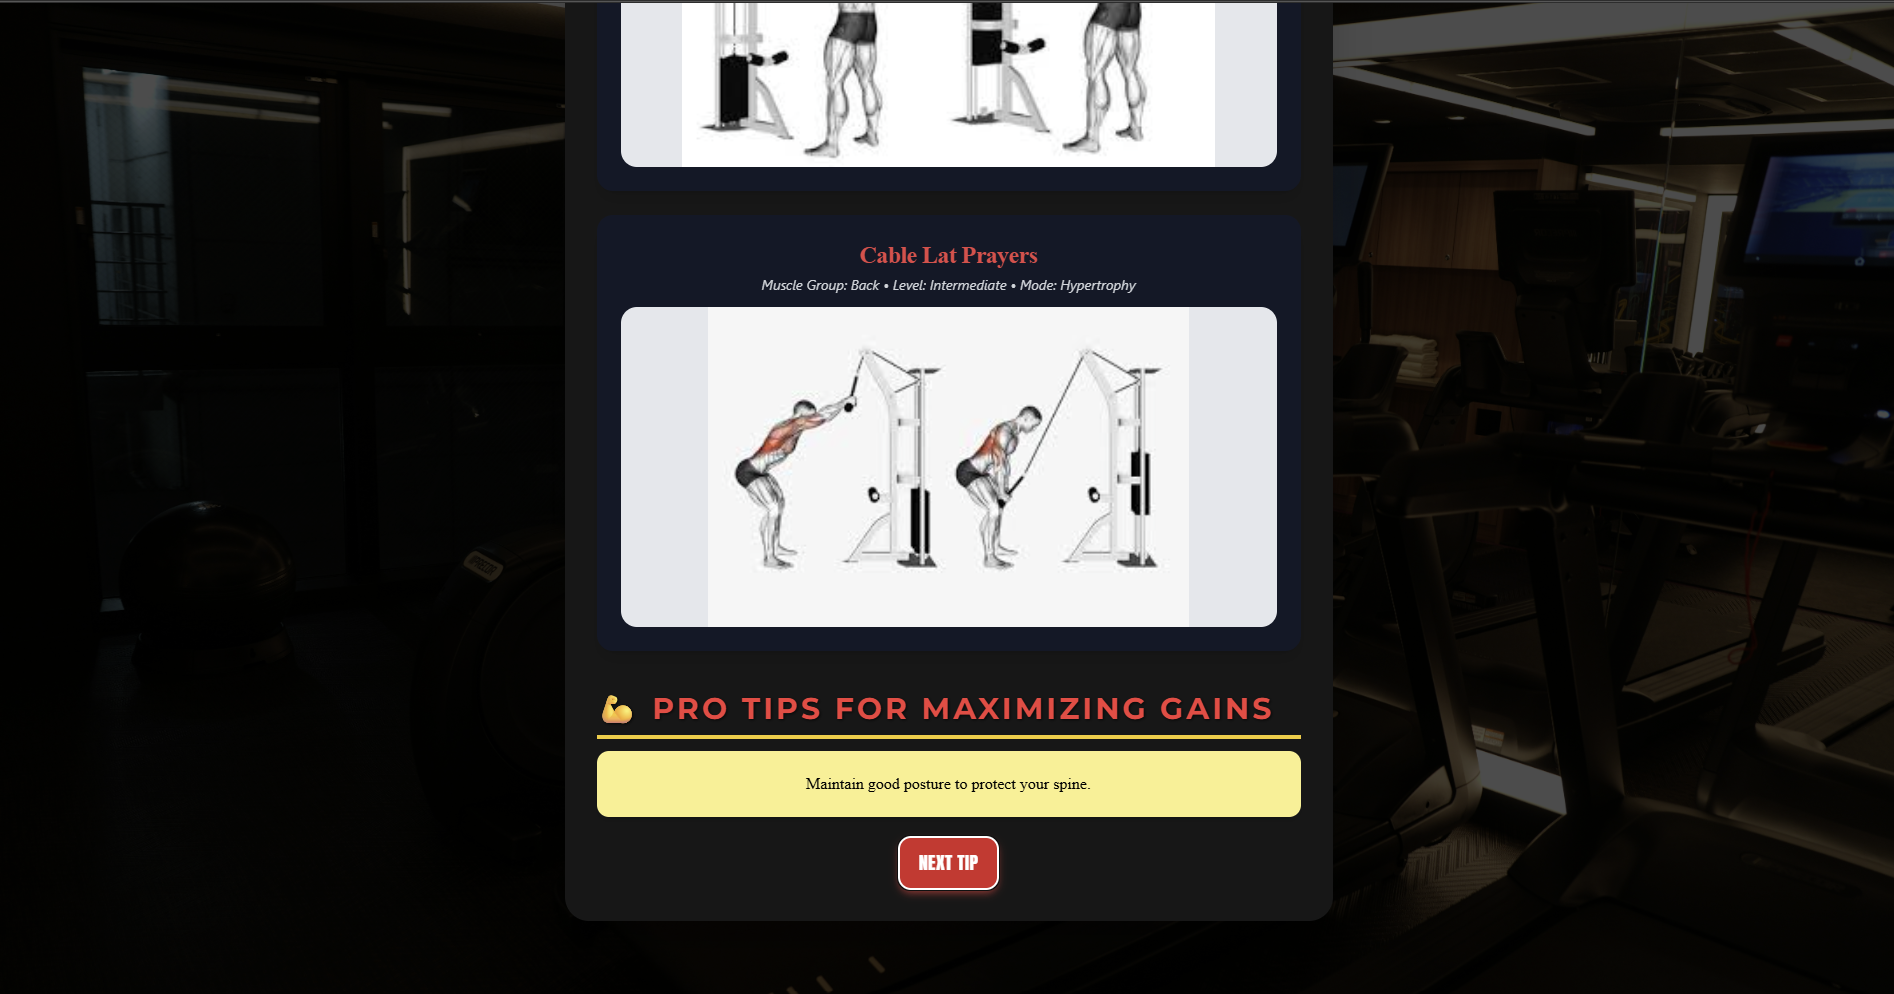 Cable Lat Prayers
Muscle Group: Back • Level: Intermediate • Mode: Hypertrophy
💪 PRO TIPS FOR MAXIMIZING GAINS
Maintain good posture to protect your spine.
NEXT TIP